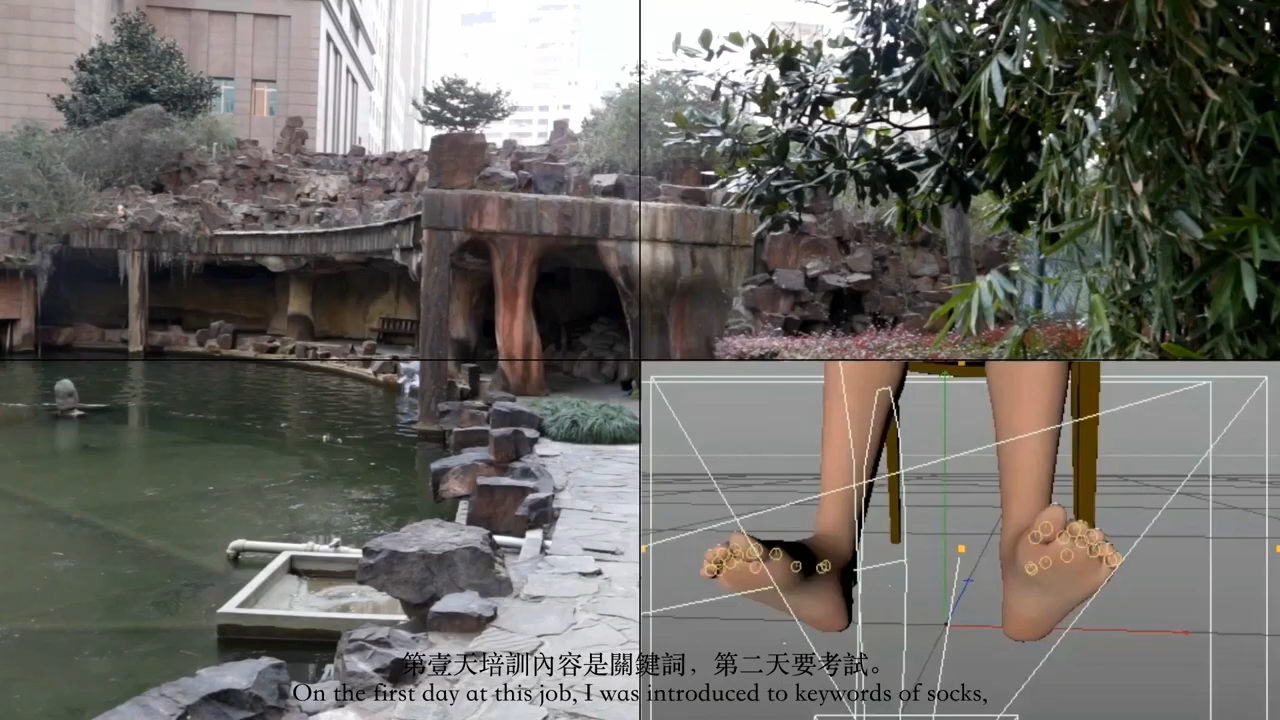 第壹天培訓內容是關鍵詞，第二天要考試。
On the first day at this job, I was introduced to keywords of socks,